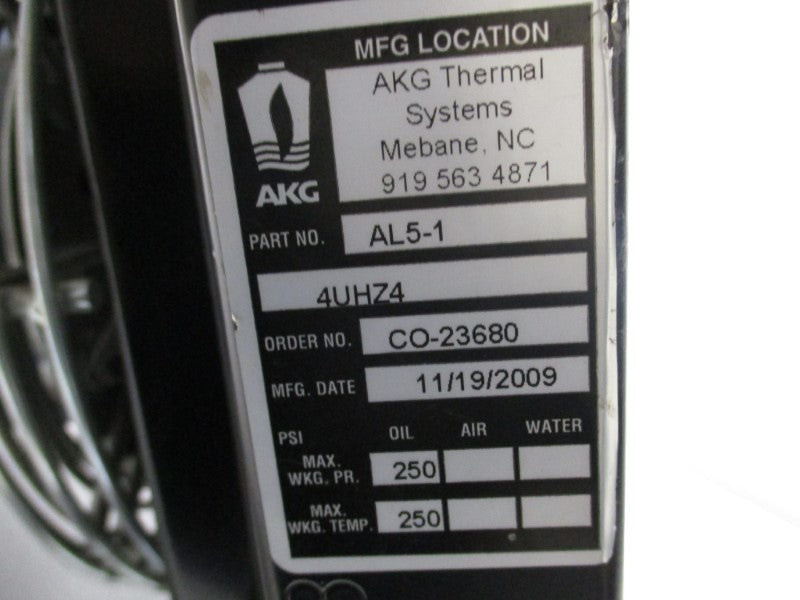 MFG LOCATION
AKG Thermal
Systems
Mebane, NC
919 563 4871
AKG
PART NO. AL5-1
4UHZ4
ORDER NO. CO-23680
MFG. DATE 11/19/2009
PSI OIL AIR WATER
MAX.
WKG. PR. 250
MAX.
WKG. TEMP. 250